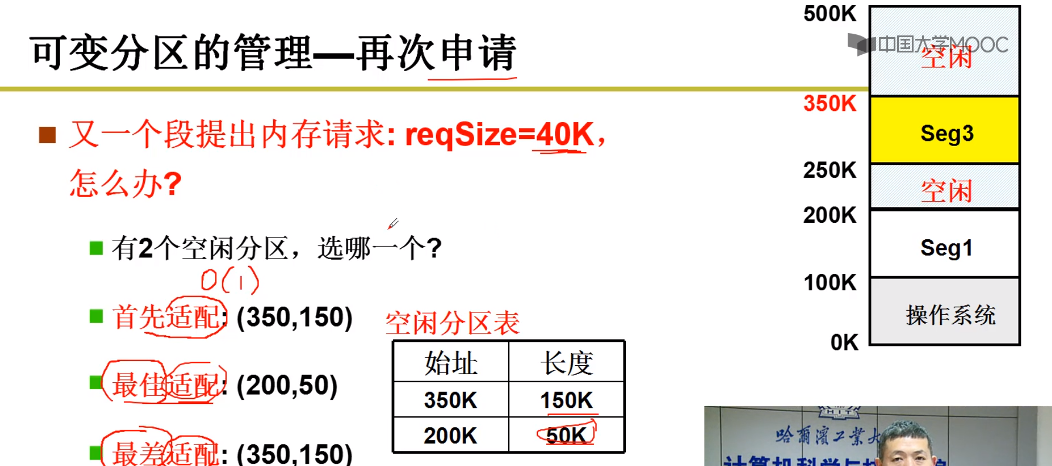 可变分区的管理—再次申请
又一个段提出内存请求: reqSize=40K，
怎么办?
有2个空闲分区，选哪一个?
O(1)
首先适配: (350,150)
最佳适配: (200,50)
最差适配: (350,150)
空闲分区表
始址 长度
350K 150K
200K 50K
500K
中国大学MOOC
空闲
350K
Seg3
250K
空闲
200K
Seg1
100K
操作系统
0K
哈尔滨工业大
计算机科学与